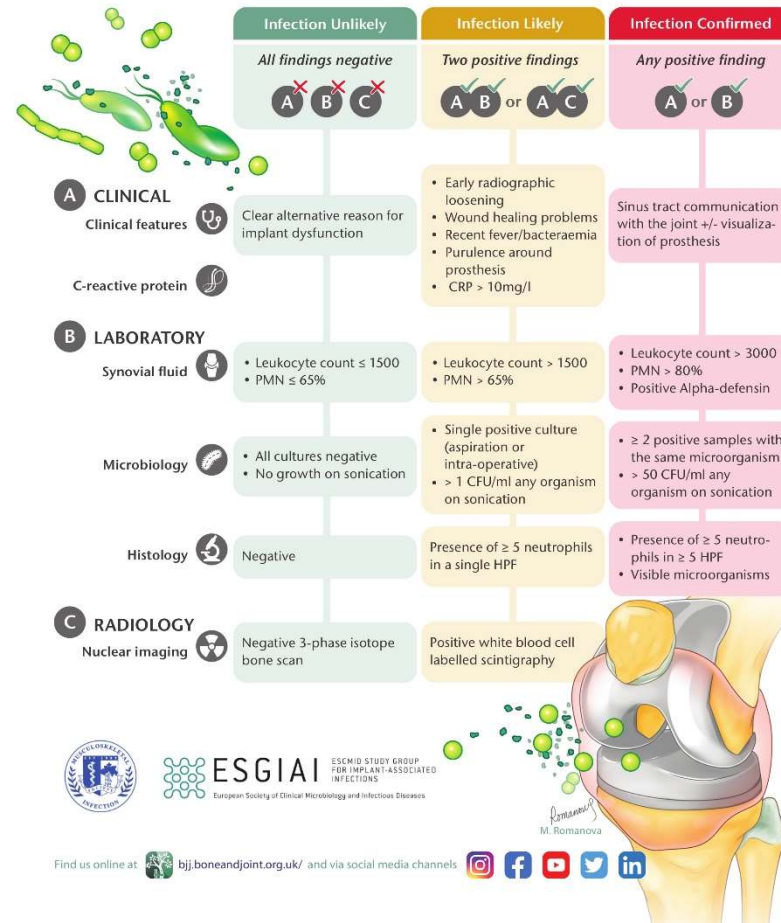 Infection Unlikely
Infection Likely
Infection Confirmed
All findings negative
Two positive findings
Any positive finding
A B C
A B or A C
A or B
A CLINICAL
Clinical features
Clear alternative reason for
implant dysfunction
• Early radiographic
loosening
• Wound healing problems
• Recent fever/bacteraemia
• Purulence around
prosthesis
• CRP > 10mg/l
Sinus tract communication
with the joint +/- visualiza-
tion of prosthesis
C-reactive protein
B LABORATORY
Synovial fluid
• Leukocyte count ≤ 1500
• PMN ≤ 65%
• Leukocyte count > 1500
• PMN > 65%
• Leukocyte count > 3000
• PMN > 80%
• Positive Alpha-defensin
Microbiology
• All cultures negative
• No growth on sonication
• Single positive culture
(aspiration or
intra-operative)
• > 1 CFU/ml any organism
on sonication
• ≥ 2 positive samples with
the same microorganism
• > 50 CFU/ml any
organism on sonication
Histology
Negative
Presence of ≥ 5 neutrophils
in a single HPF
• Presence of ≥ 5 neutro-
phils in ≥ 5 HPF
• Visible microorganisms
C RADIOLOGY
Nuclear imaging
Negative 3-phase isotope
bone scan
Positive white blood cell
labelled scintigraphy
MUSCULOSKELETAL
INFECTION
ESGIAI
ESCMID STUDY GROUP
FOR IMPLANT-ASSOCIATED
INFECTIONS
European Society of Clinical Microbiology and Infectious Diseases
Romanova
M. Romanova
Find us online at bjj.boneandjoint.org.uk/ and via social media channels